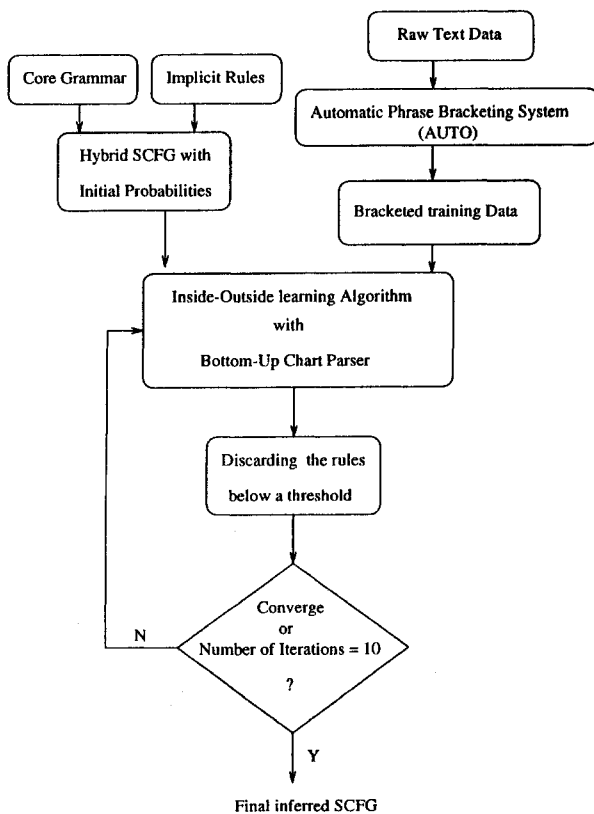 Raw Text Data
Core Grammar
Implicit Rules
Automatic Phrase Bracketing System
(AUTO)
Hybrid SCFG with
Initial Probabilities
Bracketed training Data
Inside-Outside learning Algorithm
with
Bottom-Up Chart Parser
Discarding the rules
below a threshold
Converge
or
Number of Iterations = 10
?
N
Y
Final inferred SCFG